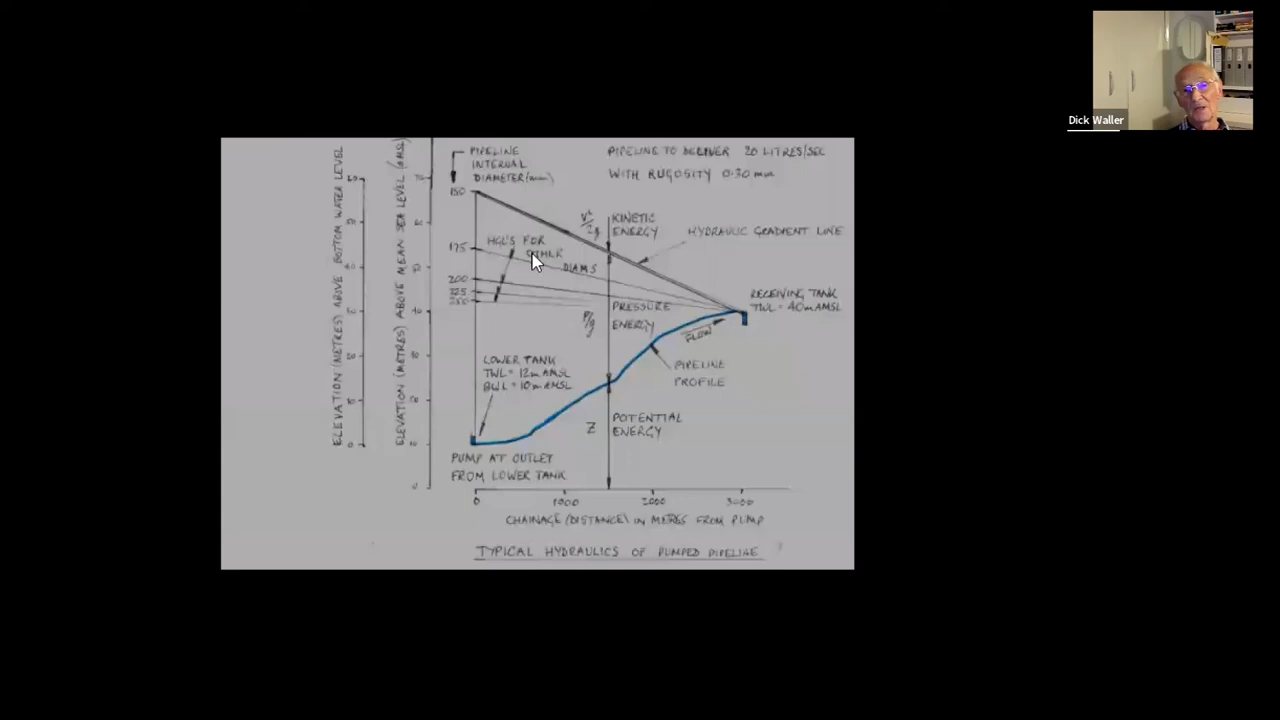 Dick Waller
PIPELINE
INTERNAL
DIAMETER (mm)
PIPELINE TO DELIVER 20 LITRES/SEC
WITH RUGOSITY 0.30 mm
ELEVATION (METRES) ABOVE BOTTOM WATER LEVEL
ELEVATION (METRES) ABOVE MEAN SEA LEVEL
150
175
200
225
250
V²/2g
KINETIC
ENERGY
HYDRAULIC GRADIENT LINE
HGL'S FOR
OTHER
DIAMS
RECEIVING TANK
TWL = 40m AMSL
PRESSURE
ENERGY
FLOW
PIPELINE
PROFILE
LOWER TANK
TWL = 12m AMSL
BWL = 10m AMSL
Z
POTENTIAL
ENERGY
PUMP AT OUTLET
FROM LOWER TANK
0 1000 2000 3000
CHAINAGE (DISTANCE) IN METRES FROM PUMP
TYPICAL HYDRAULICS OF PUMPED PIPELINE